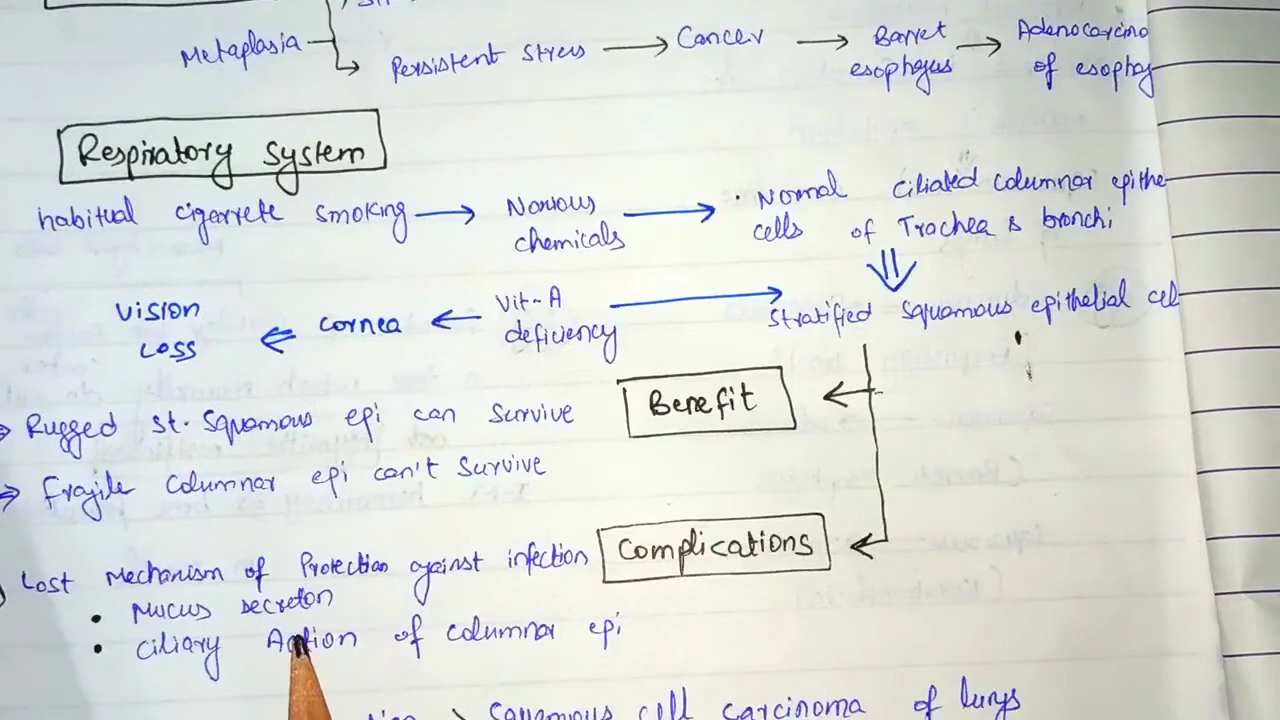 Metaplasia
Persistent stress → Cancer → Barret esophagus → Adenocarcino of esophag
Respiratory System
habitual cigarrete smoking → Noxious chemicals → • Normal ciliated columnar epithe
cells of Trachea & bronchi
⇓
Vision Loss ⇐ cornea ← Vit-A deficiency → stratified squamous epithelial cel
Benefit
⇒ Rugged st. squamous epi can survive
⇒ fragile columnar epi can't survive
Complications
Lost Mechanism of Protection against infection
• Mucus secreton
• ciliary Action of columnar epi
squamous cell carcinoma of lungs